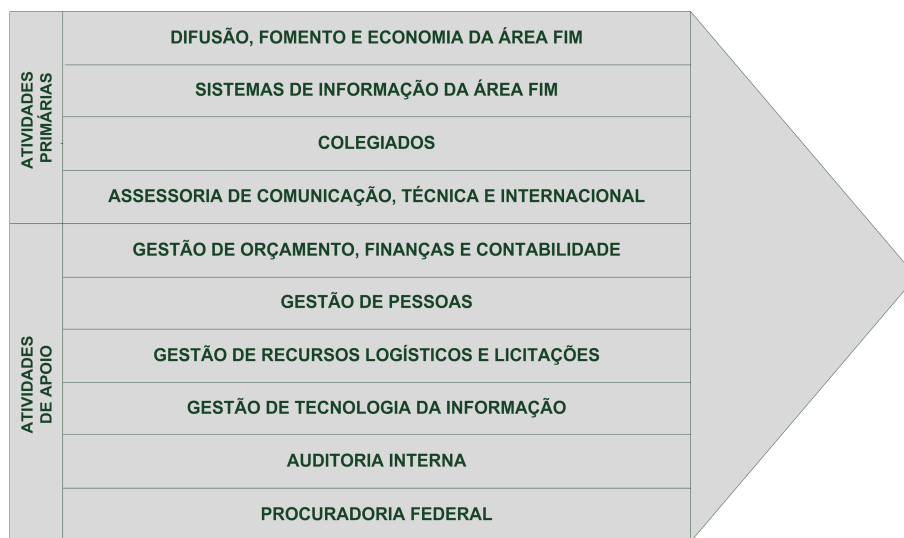 ATIVIDADES
PRIMÁRIAS
DIFUSÃO, FOMENTO E ECONOMIA DA ÁREA FIM
SISTEMAS DE INFORMAÇÃO DA ÁREA FIM
COLEGIADOS
ASSESSORIA DE COMUNICAÇÃO, TÉCNICA E INTERNACIONAL
ATIVIDADES
DE APOIO
GESTÃO DE ORÇAMENTO, FINANÇAS E CONTABILIDADE
GESTÃO DE PESSOAS
GESTÃO DE RECURSOS LOGÍSTICOS E LICITAÇÕES
GESTÃO DE TECNOLOGIA DA INFORMAÇÃO
AUDITORIA INTERNA
PROCURADORIA FEDERAL